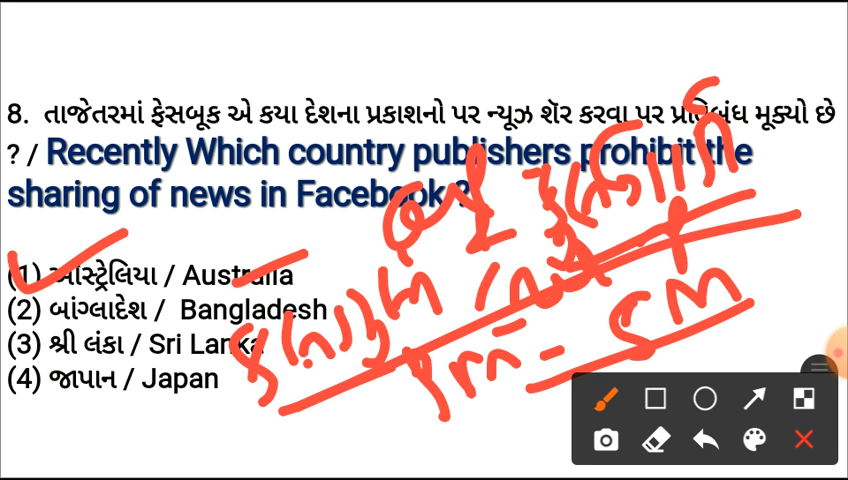 8. તાજેતરમાં ફેસબૂક એ કયા દેશના પ્રકાશનો પર ન્યૂઝ શૅર કરવા પર પ્રતિબંધ મૂક્યો છે
? / Recently Which country publishers prohibit the
sharing of news in Facebook ?
(1) ઑસ્ટ્રેલિયા / Australia
(2) બાંગ્લાદેશ / Bangladesh
(3) શ્રી લંકા / Sri Lanka
(4) જાપાન / Japan